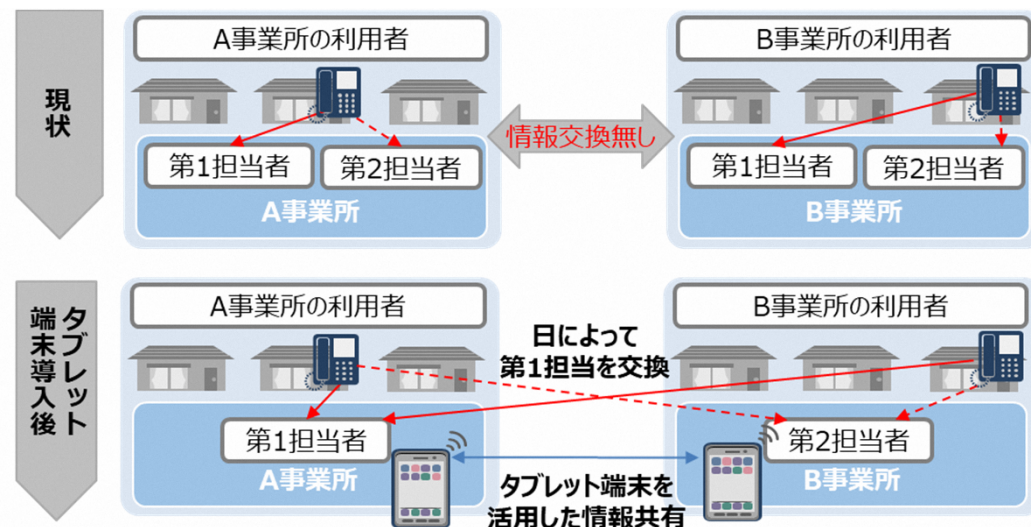 現状
A事業所の利用者
B事業所の利用者
情報交換無し
第1担当者
第2担当者
第1担当者
第2担当者
A事業所
B事業所
タブレット
端末導入後
A事業所の利用者
B事業所の利用者
日によって
第1担当を交換
第1担当者
第2担当者
A事業所
B事業所
タブレット端末を
活用した情報共有